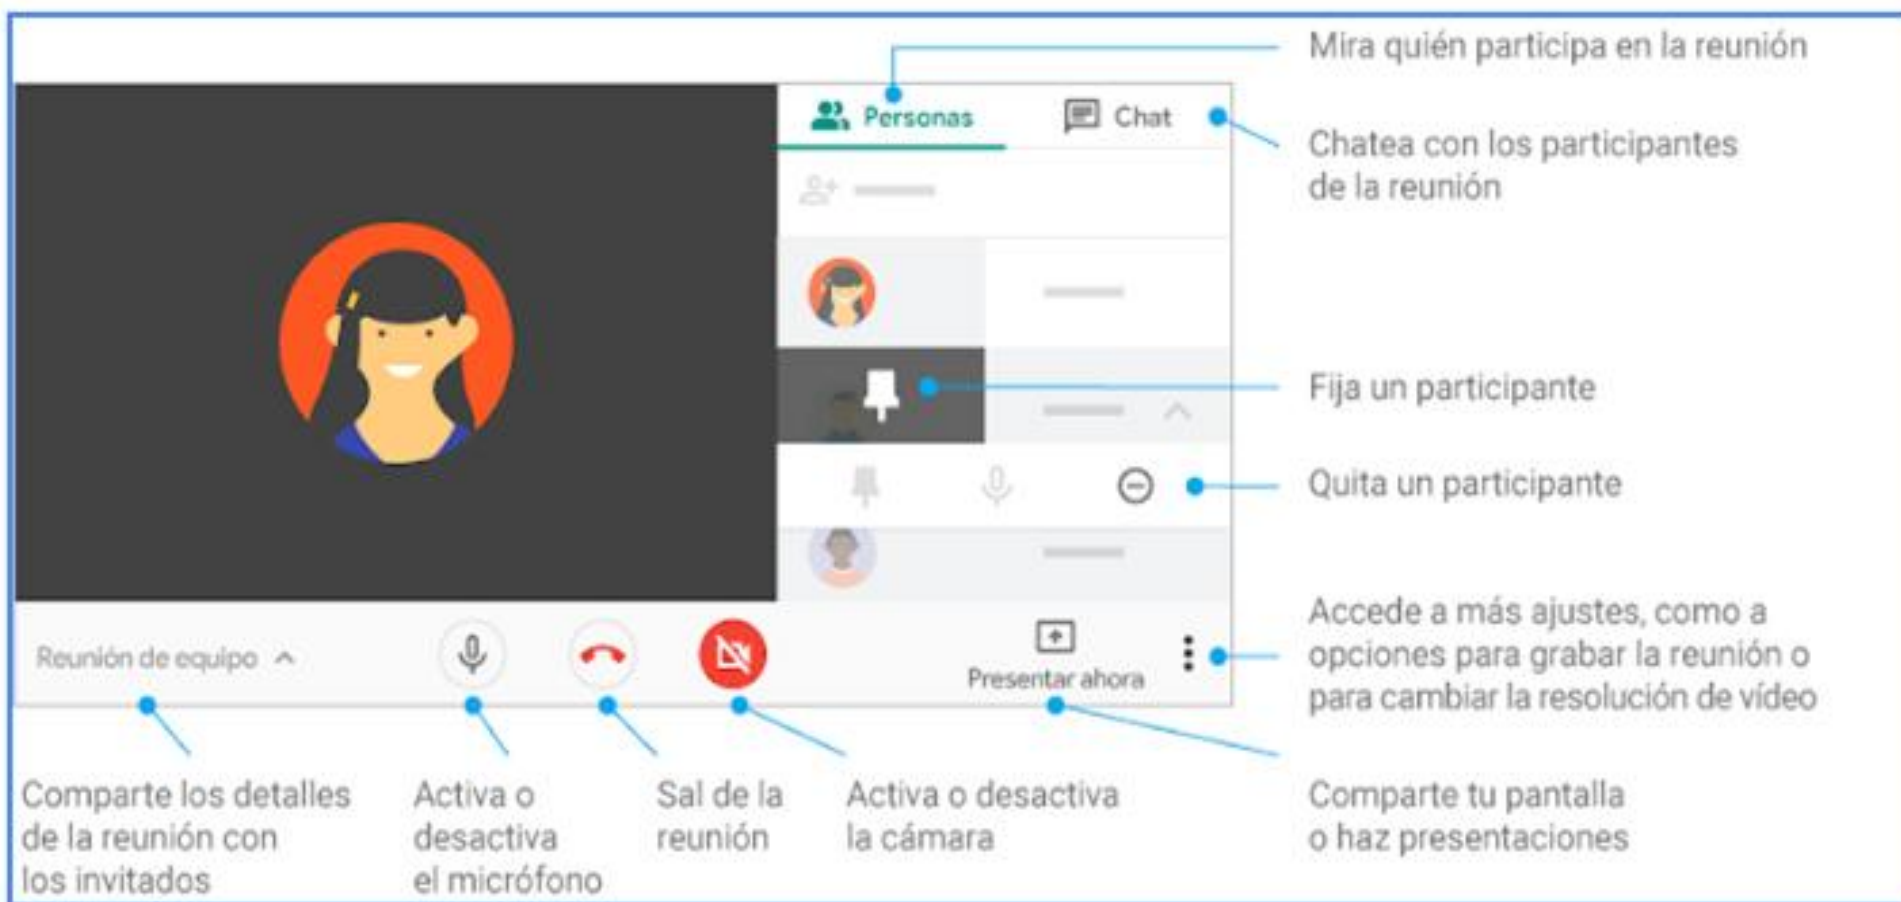 Mira quién participa en la reunión
Personas
Chat
Chatea con los participantes
de la reunión
Fija un participante
Quita un participante
Accede a más ajustes, como a
opciones para grabar la reunión o
para cambiar la resolución de vídeo
Reunión de equipo
Presentar ahora
Comparte los detalles
de la reunión con
los invitados
Activa o
desactiva
el micrófono
Sal de la
reunión
Activa o desactiva
la cámara
Comparte tu pantalla
o haz presentaciones